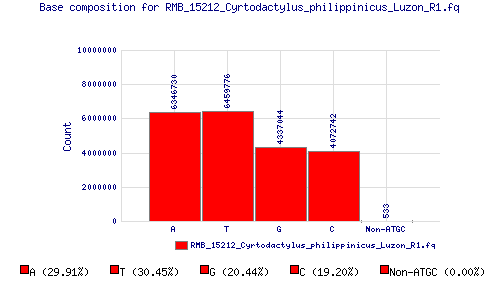 Base composition for RMB_15212_Cyrtodactylus_philippinicus_Luzon_R1.fq
10000000
8000000
6000000
4000000
2000000
0
Count
6346730
6459776
4337044
4072742
533
A T G C Non-ATGC
RMB_15212_Cyrtodactylus_philippinicus_Luzon_R1.fq
A (29.91%) T (30.45%) G (20.44%) C (19.20%) Non-ATGC (0.00%)